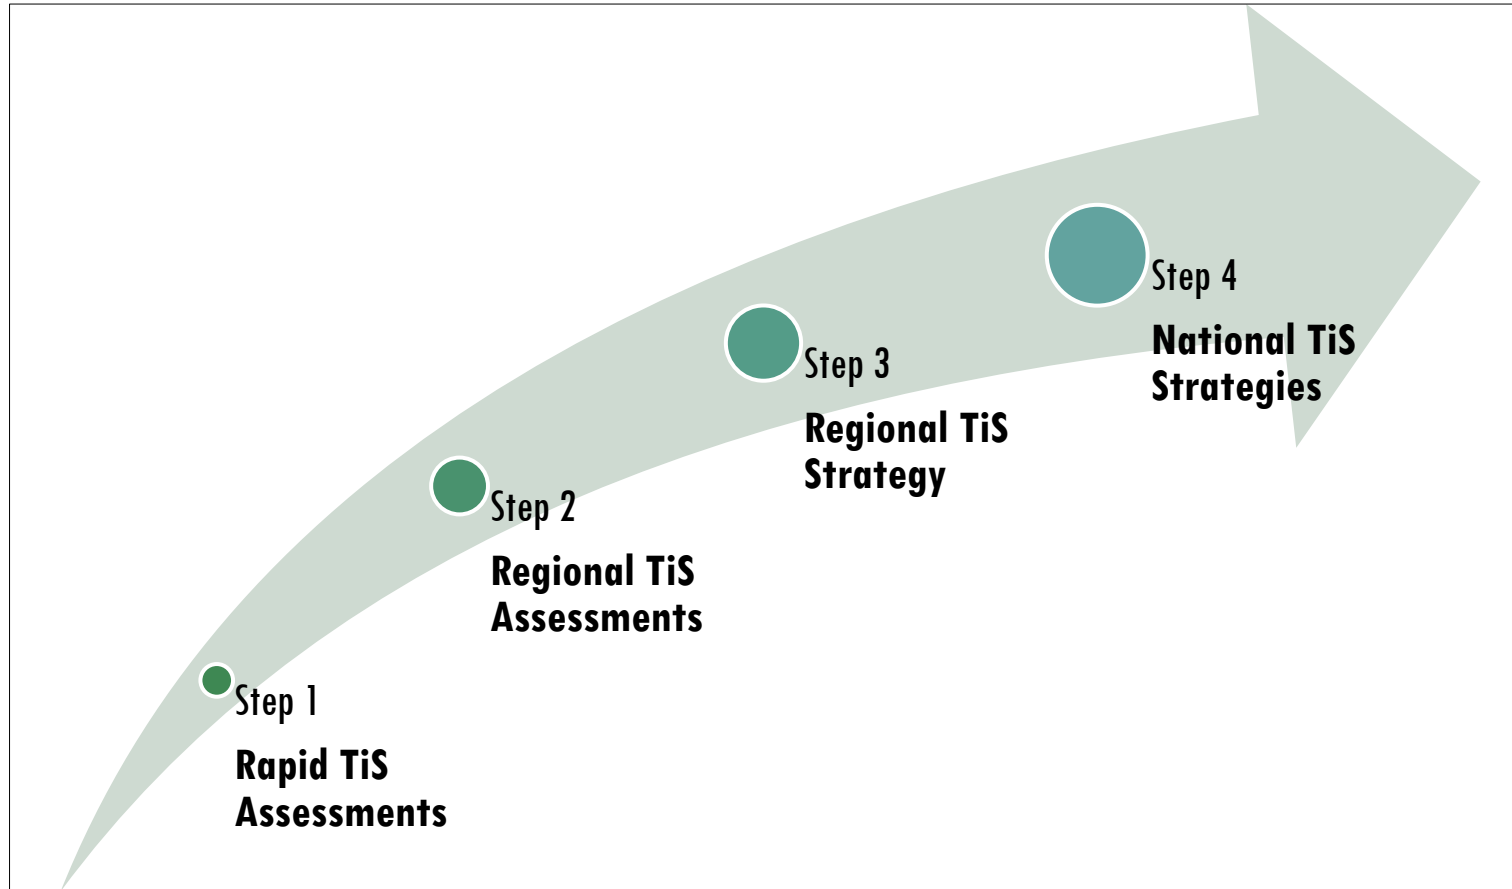 Step 1
Rapid TiS
Assessments
Step 2
Regional TiS
Assessments
Step 3
Regional TiS
Strategy
Step 4
National TiS
Strategies